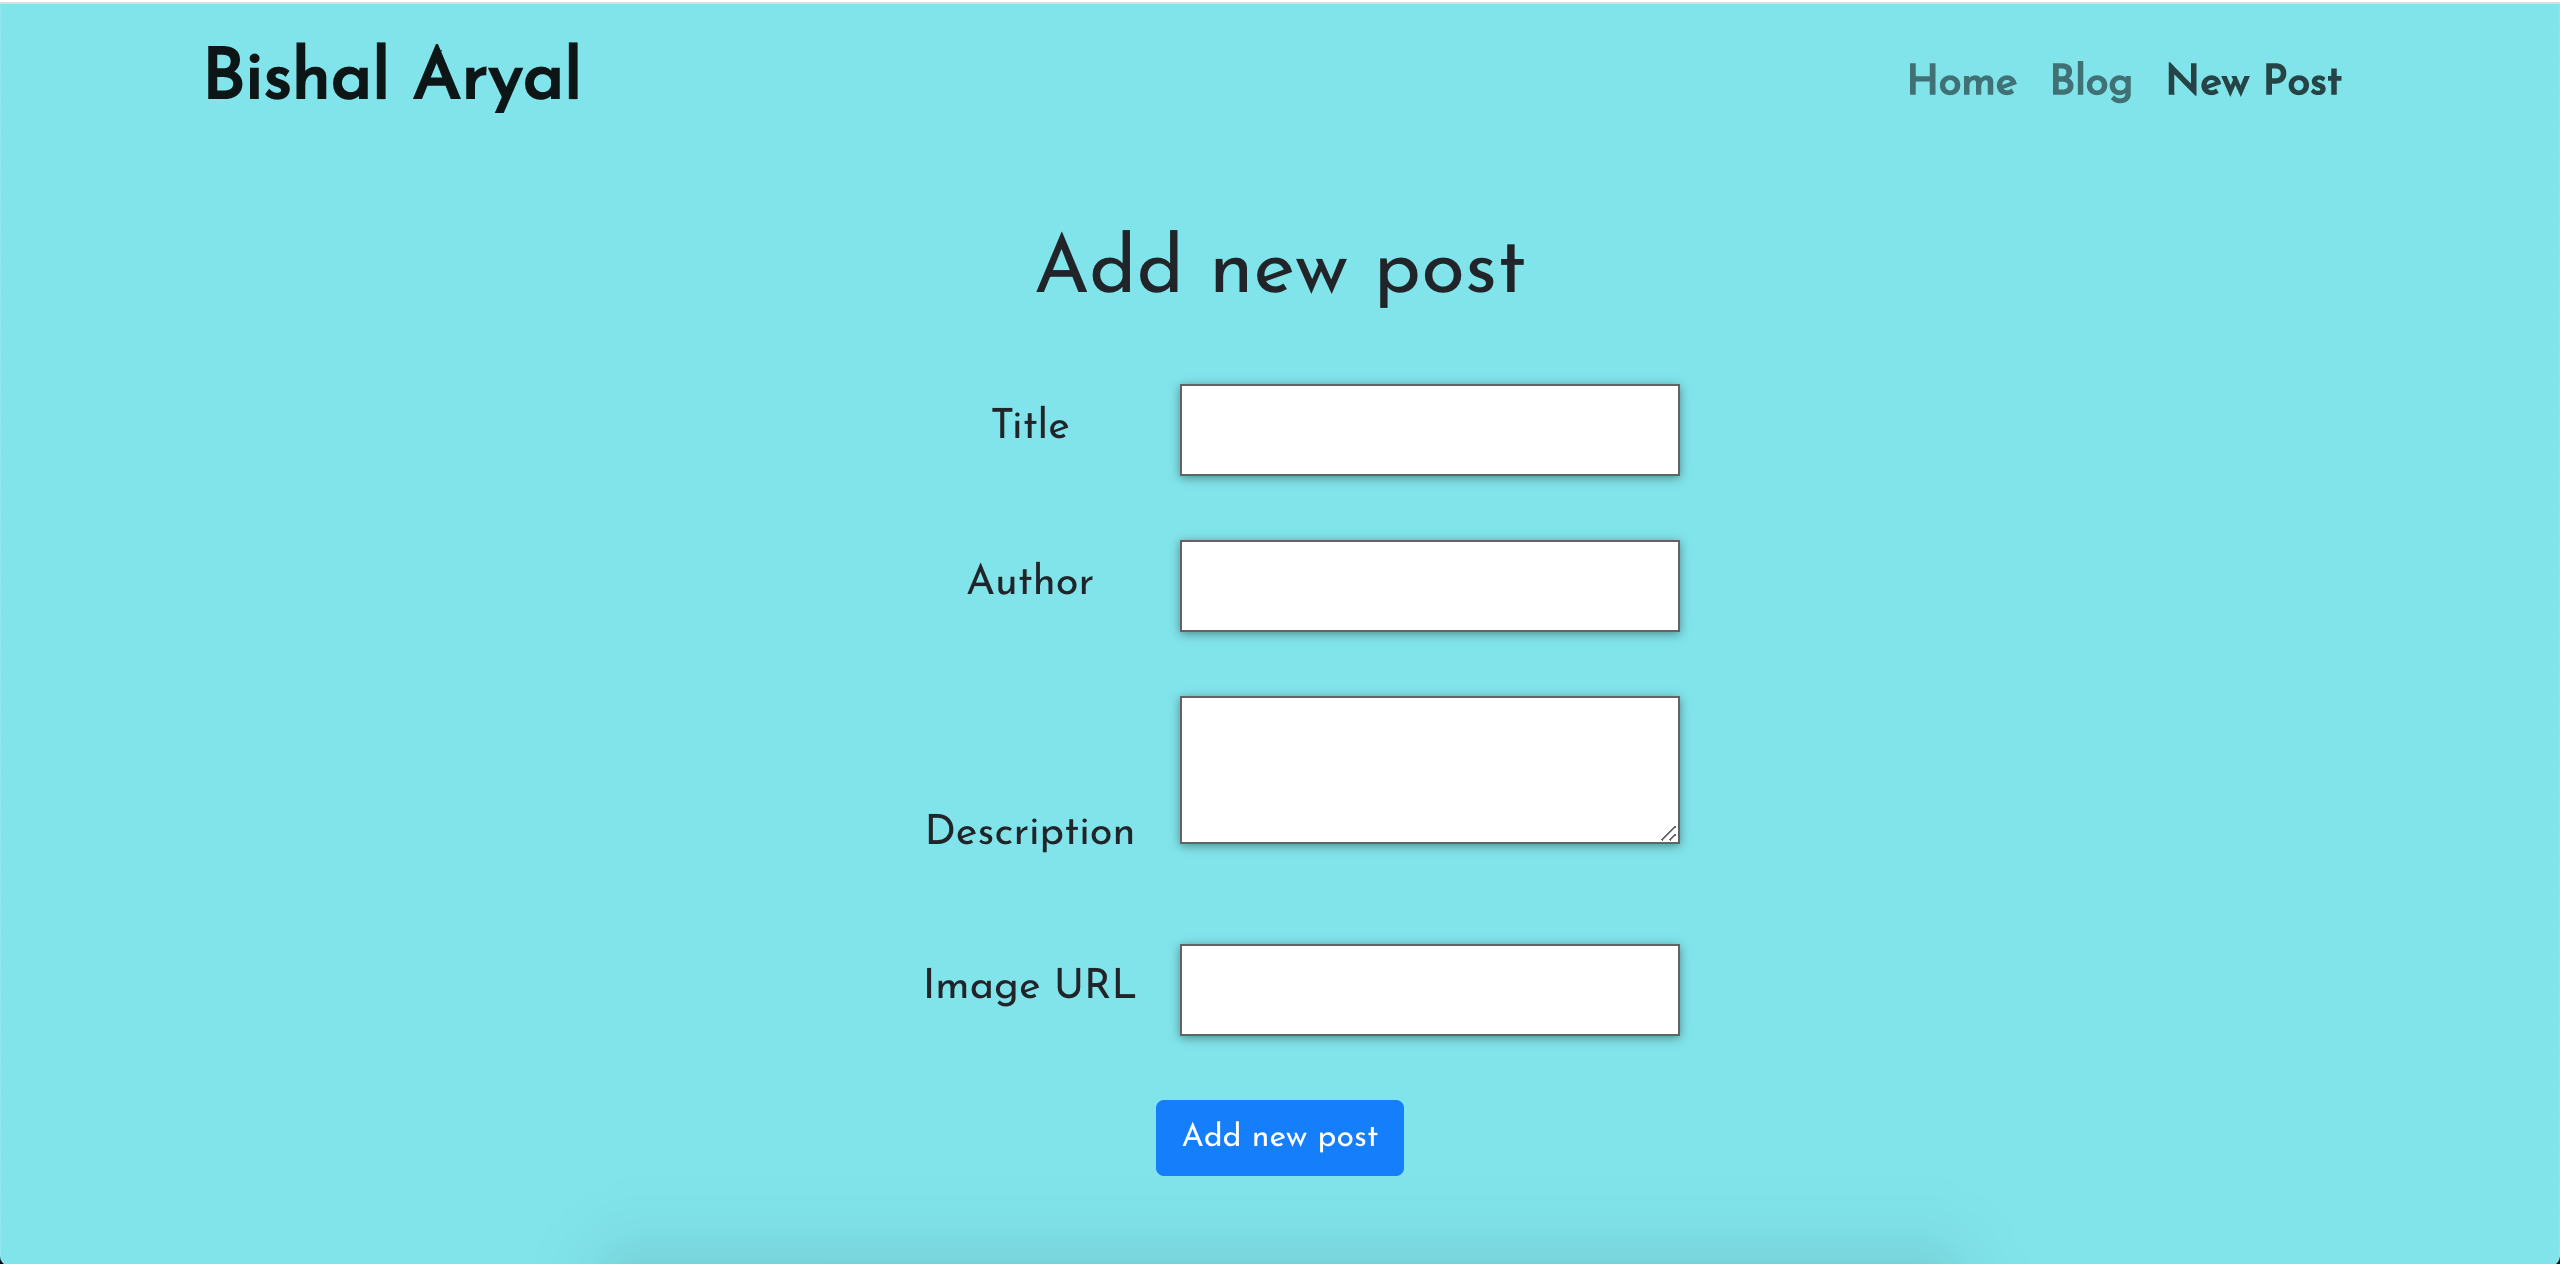 Bishal Aryal Home Blog New Post
Add new post
Title
Author
Description
Image URL
Add new post